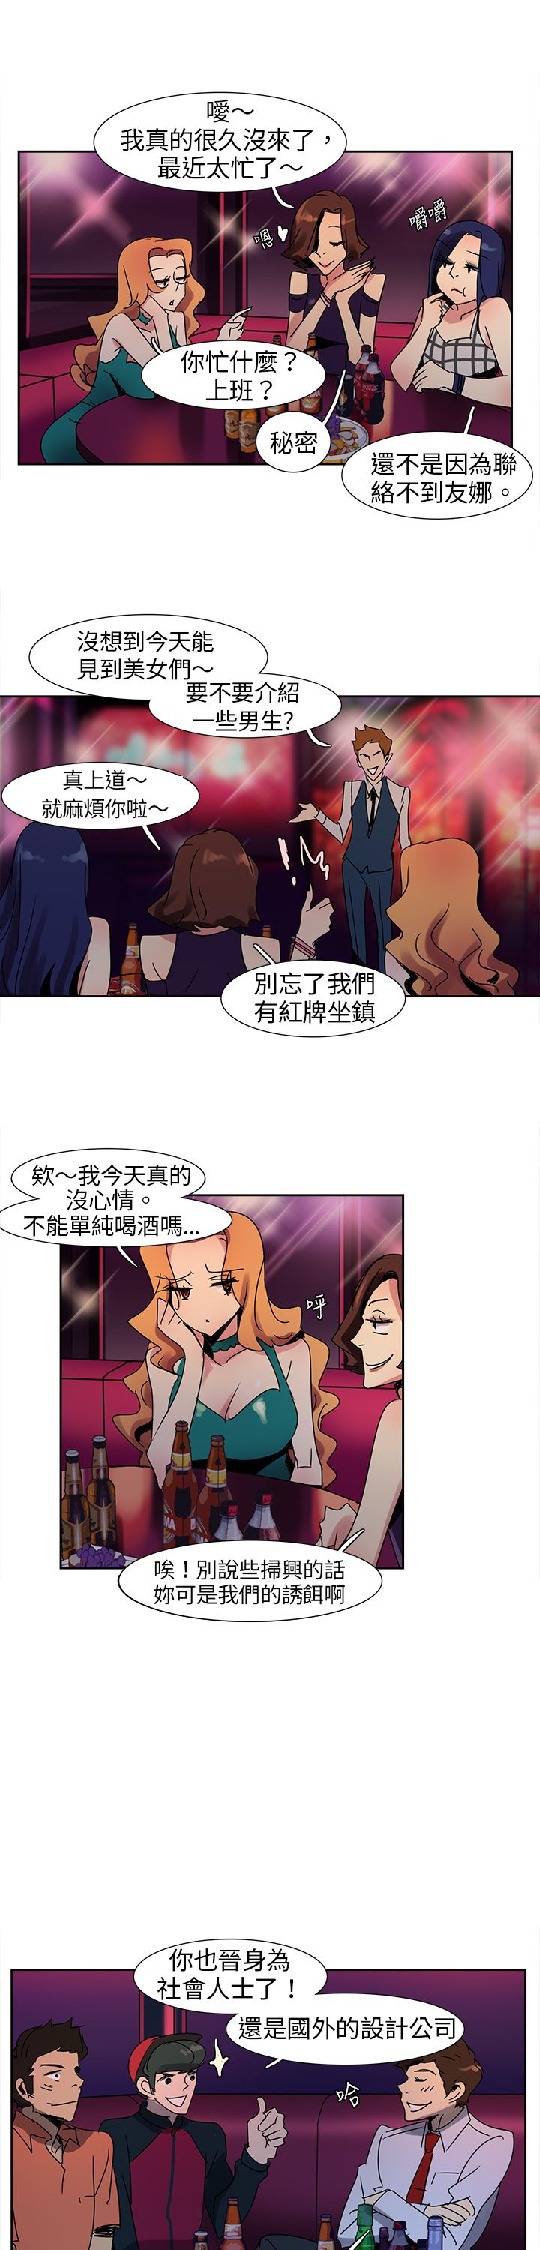 噯～
我真的很久沒來了，
最近太忙了～
嗯♥
嚼嚼
你忙什麼？
上班？
秘密
還不是因為聯
絡不到友娜。
沒想到今天能
見到美女們～
要不要介紹
一些男生?
真上道～
就麻煩你啦～
別忘了我們
有紅牌坐鎮
欸～我今天真的
沒心情。
不能單純喝酒嗎...
呼
唉！別說些掃興的話
妳可是我們的誘餌啊
你也晉身為
社會人士了！
還是國外的設計公司
哈